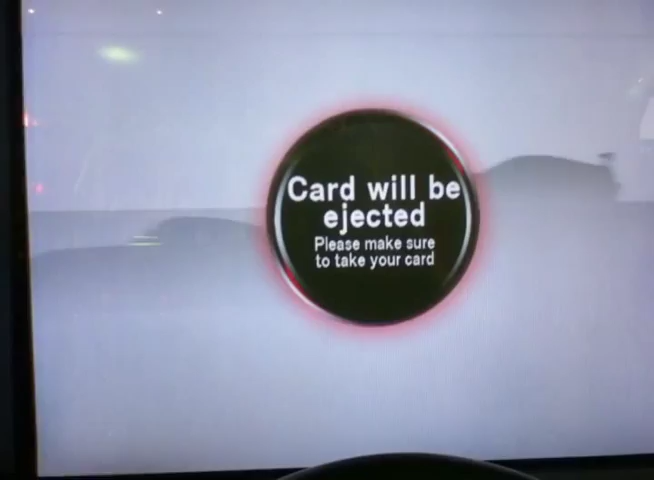 Card will be
ejected
Please make sure
to take your card